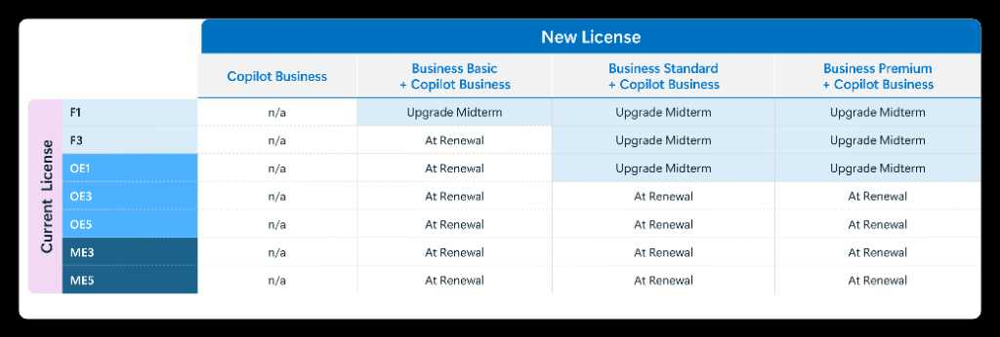 New License
Copilot Business
Business Basic
+ Copilot Business
Business Standard
+ Copilot Business
Business Premium
+ Copilot Business
Current License
F1 n/a Upgrade Midterm Upgrade Midterm Upgrade Midterm
F3 n/a At Renewal Upgrade Midterm Upgrade Midterm
OE1 n/a At Renewal Upgrade Midterm Upgrade Midterm
OE3 n/a At Renewal At Renewal At Renewal
OE5 n/a At Renewal At Renewal At Renewal
ME3 n/a At Renewal At Renewal At Renewal
ME5 n/a At Renewal At Renewal At Renewal